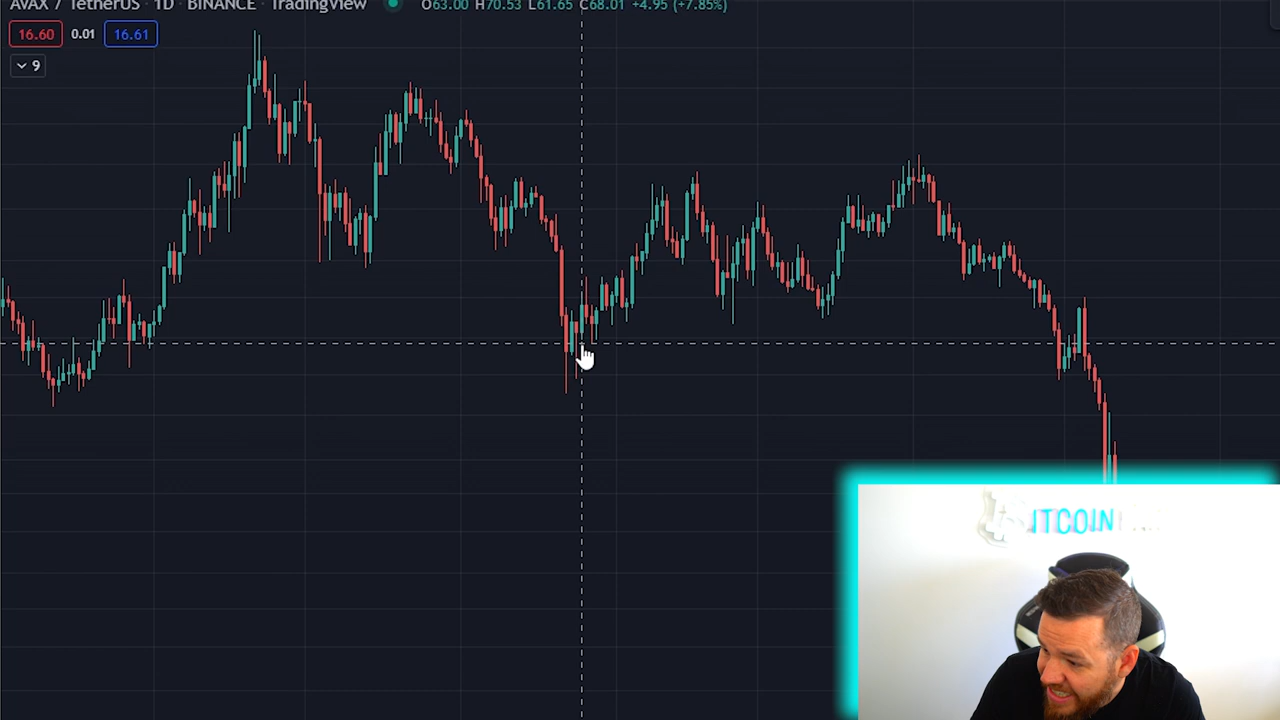 AVAX / TetherUS · 1D · BINANCE · TradingView O63.00 H70.53 L61.65 C68.01 +4.95 (+7.85%)
16.60 0.01 16.61
9
ITCOIN